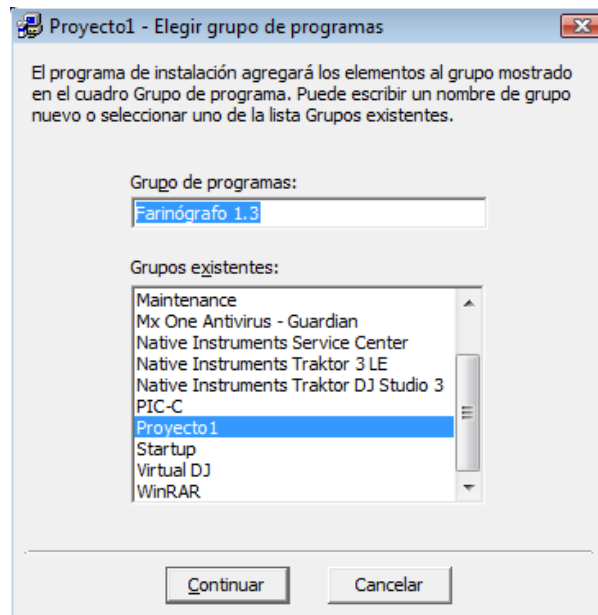 Proyecto1 - Elegir grupo de programas
El programa de instalación agregará los elementos al grupo mostrado
en el cuadro Grupo de programa. Puede escribir un nombre de grupo
nuevo o seleccionar uno de la lista Grupos existentes.
Grupo de programas:
Farinógrafo 1.3
Grupos existentes:
Maintenance
Mx One Antivirus - Guardian
Native Instruments Service Center
Native Instruments Traktor 3 LE
Native Instruments Traktor DJ Studio 3
PIC-C
Proyecto1
Startup
Virtual DJ
WinRAR
Continuar
Cancelar